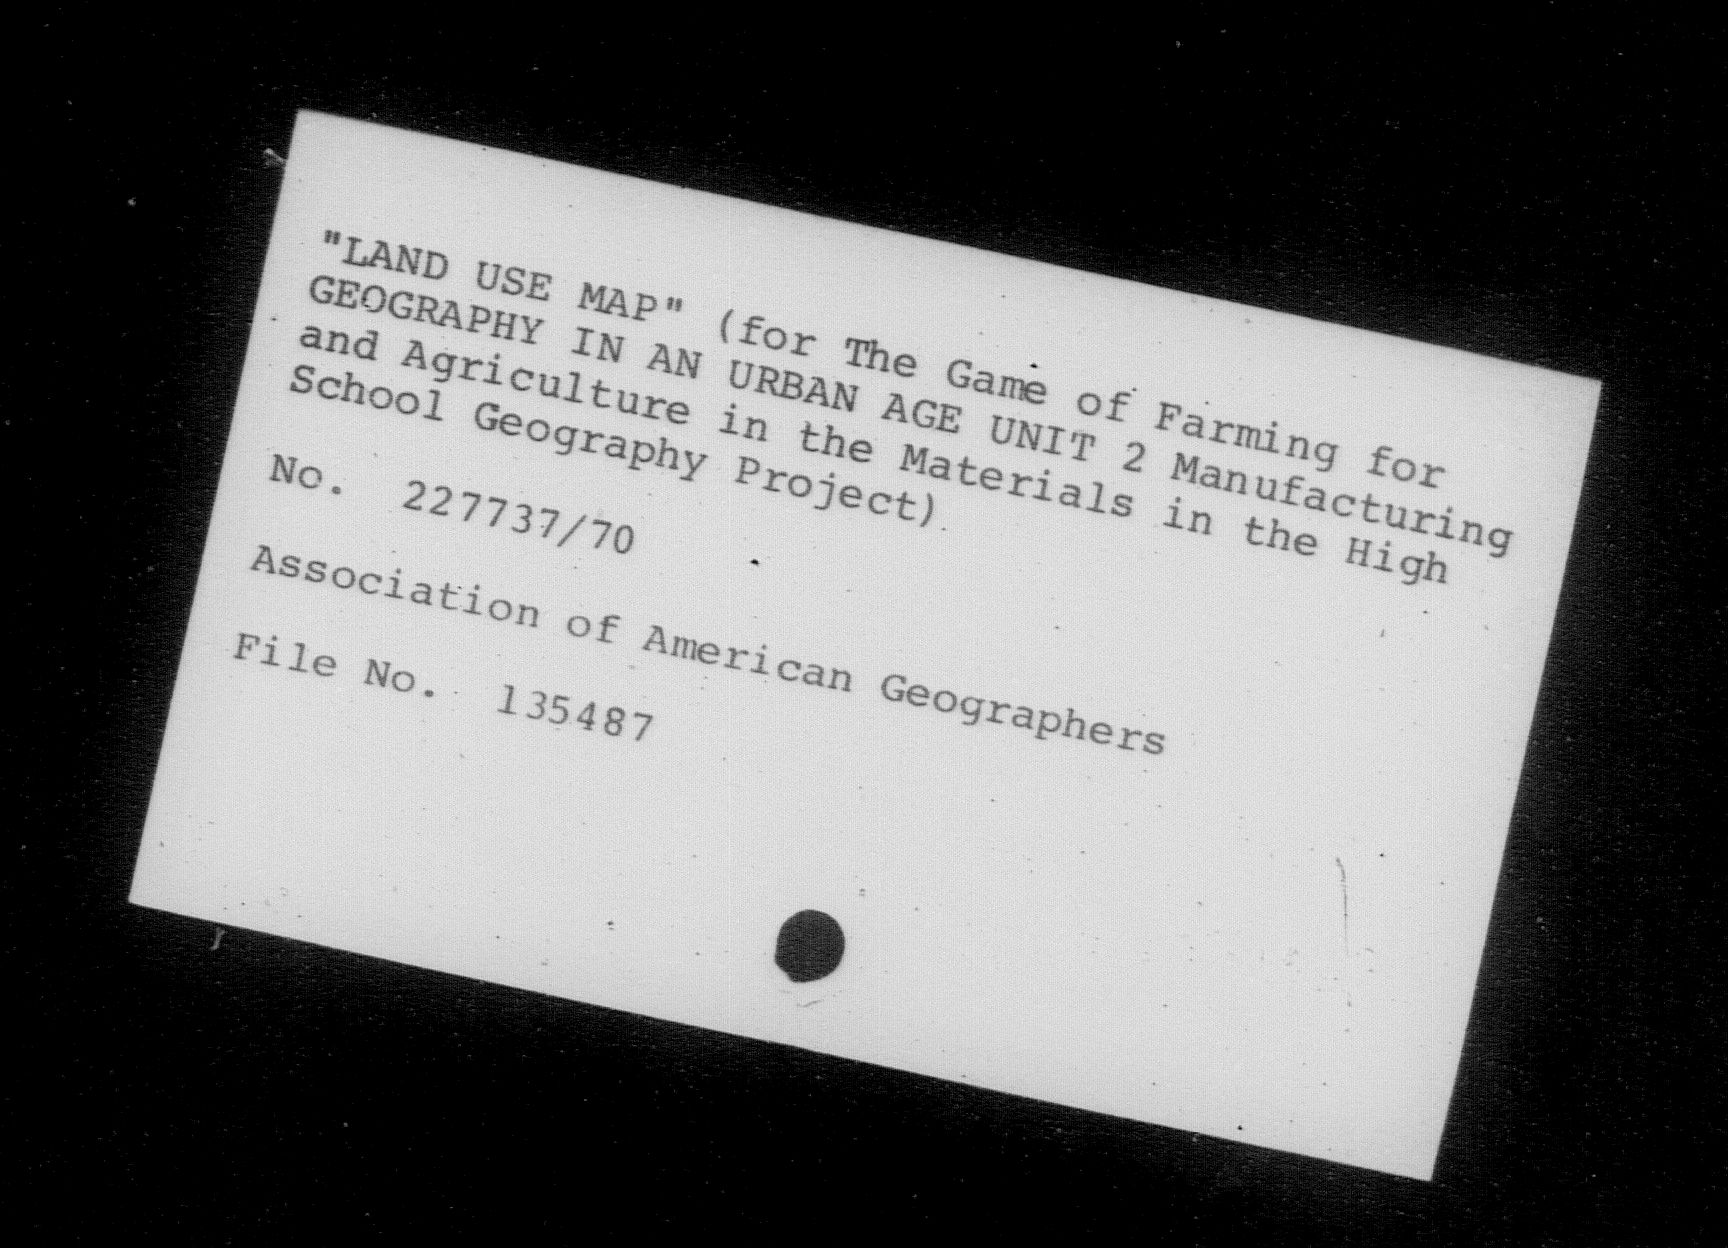 "LAND USE MAP" (for The Game of Farming for
GEOGRAPHY IN AN URBAN AGE UNIT 2 Manufacturing
and Agriculture in the Materials in the High
School Geography Project)
No. 227737/70
Association of American Geographers
File No. 135487